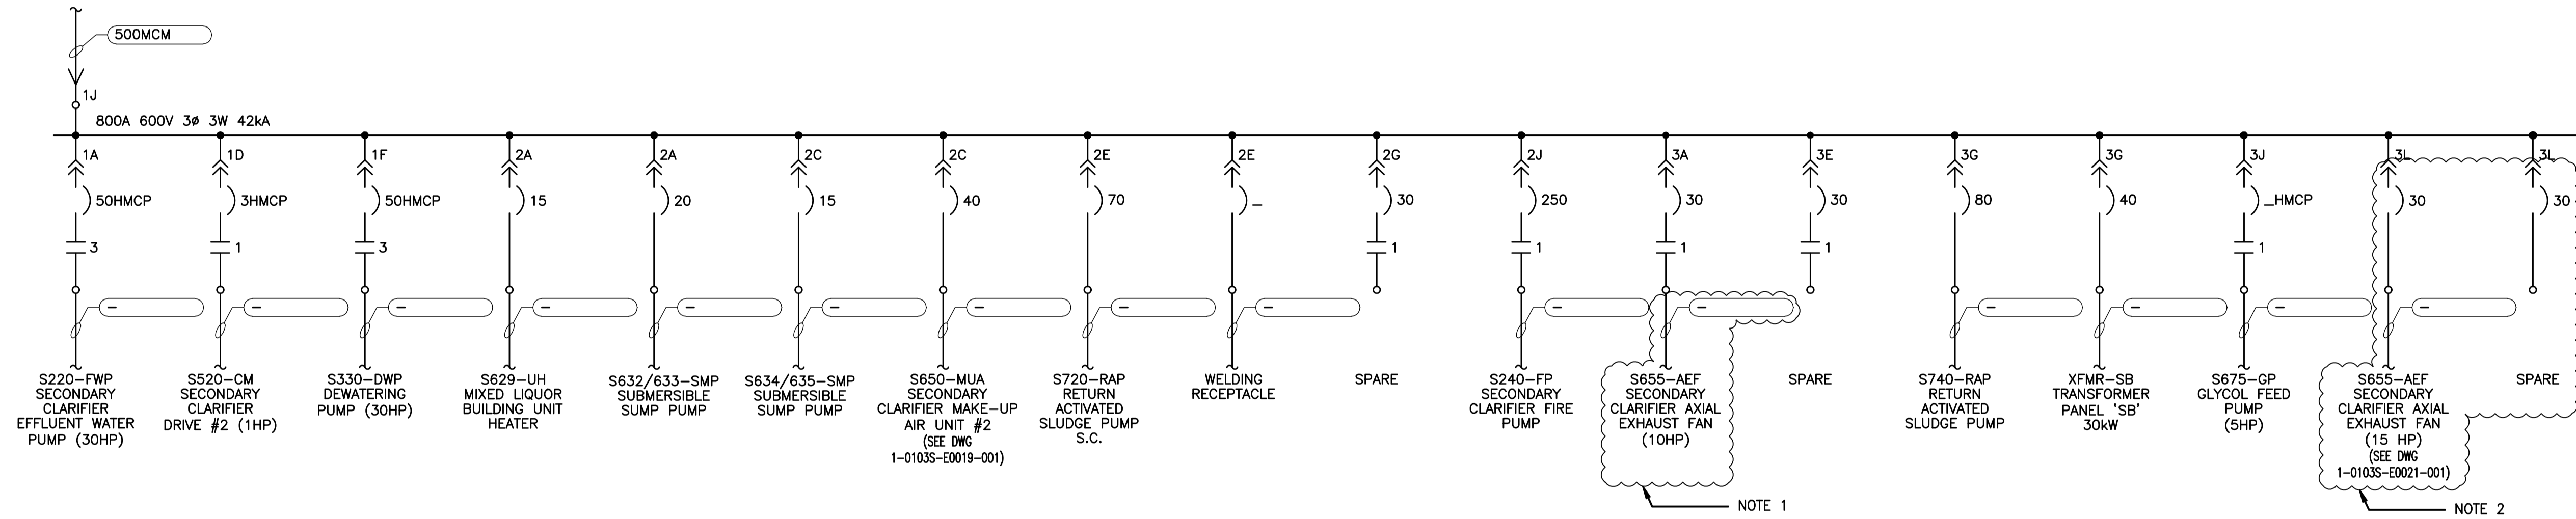 500MCM
1J
800A 600V 3ø 3W 42kA
1A
50HMCP
3
–
S220-FWP
SECONDARY
CLARIFIER
EFFLUENT WATER
PUMP (30HP)
1D
3HMCP
1
–
S520-CM
SECONDARY
CLARIFIER
DRIVE #2 (1HP)
1F
50HMCP
3
–
S330-DWP
DEWATERING
PUMP (30HP)
2A
15
–
S629-UH
MIXED LIQUOR
BUILDING UNIT
HEATER
2A
20
–
S632/633-SMP
SUBMERSIBLE
SUMP PUMP
2C
15
–
S634/635-SMP
SUBMERSIBLE
SUMP PUMP
2C
40
–
S650-MUA
SECONDARY
CLARIFIER MAKE-UP
AIR UNIT #2
(SEE DWG
1-0103S-E0019-001)
2E
70
–
S720-RAP
RETURN
ACTIVATED
SLUDGE PUMP
S.C.
2E
_
–
WELDING
RECEPTACLE
2G
30
1
SPARE
2J
250
1
–
S240-FP
SECONDARY
CLARIFIER FIRE
PUMP
3A
30
1
–
S655-AEF
SECONDARY
CLARIFIER AXIAL
EXHAUST FAN
(10HP)
NOTE 1
3E
30
1
SPARE
3G
80
–
S740-RAP
RETURN
ACTIVATED
SLUDGE PUMP
3G
40
–
XFMR-SB
TRANSFORMER
PANEL 'SB'
30kW
3J
_HMCP
1
–
S675-GP
GLYCOL FEED
PUMP
(5HP)
3L
30
–
S655-AEF
SECONDARY
CLARIFIER AXIAL
EXHAUST FAN
(15 HP)
(SEE DWG
1-0103S-E0021-001)
NOTE 2
3L
30
SPARE